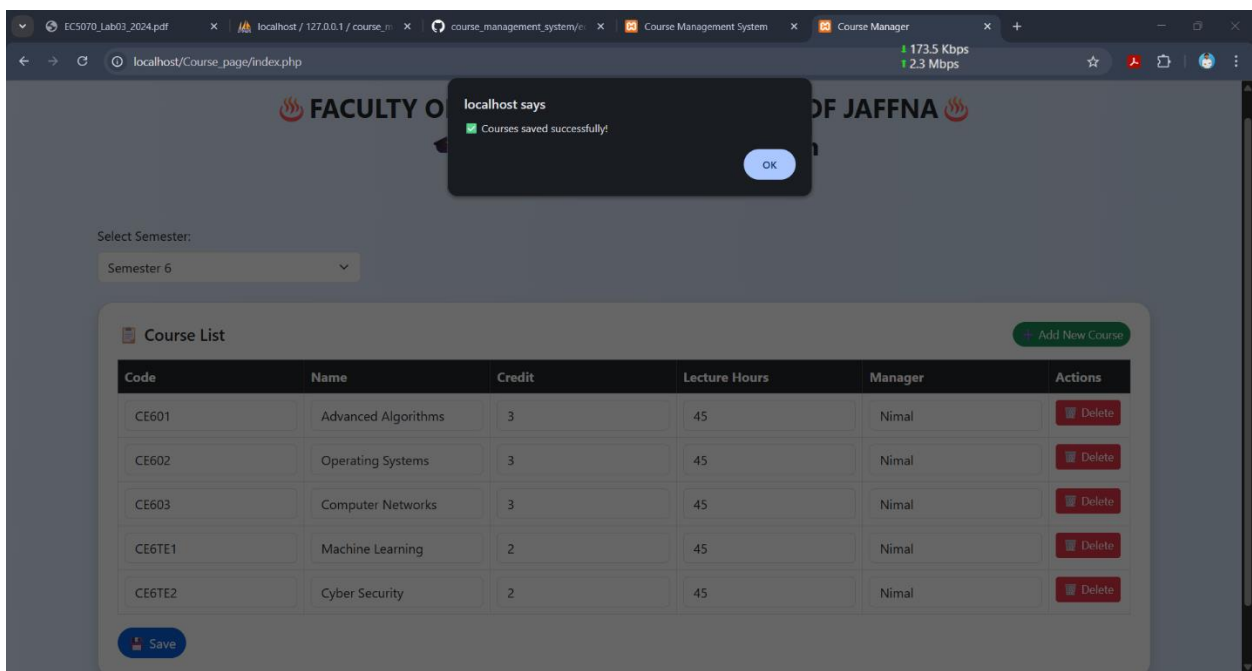 EC5070_Lab03_2024.pdf
localhost / 127.0.0.1 / course_m
course_management_system/e
Course Management System
Course Manager
173.5 Kbps
2.3 Mbps
localhost/Course_page/index.php
FACULTY O
OF JAFFNA
localhost says
✅ Courses saved successfully!
OK
Select Semester:
Semester 6
Course List
Add New Course
Code Name Credit Lecture Hours Manager Actions
CE601 Advanced Algorithms 3 45 Nimal Delete
CE602 Operating Systems 3 45 Nimal Delete
CE603 Computer Networks 3 45 Nimal Delete
CE6TE1 Machine Learning 2 45 Nimal Delete
CE6TE2 Cyber Security 2 45 Nimal Delete
Save